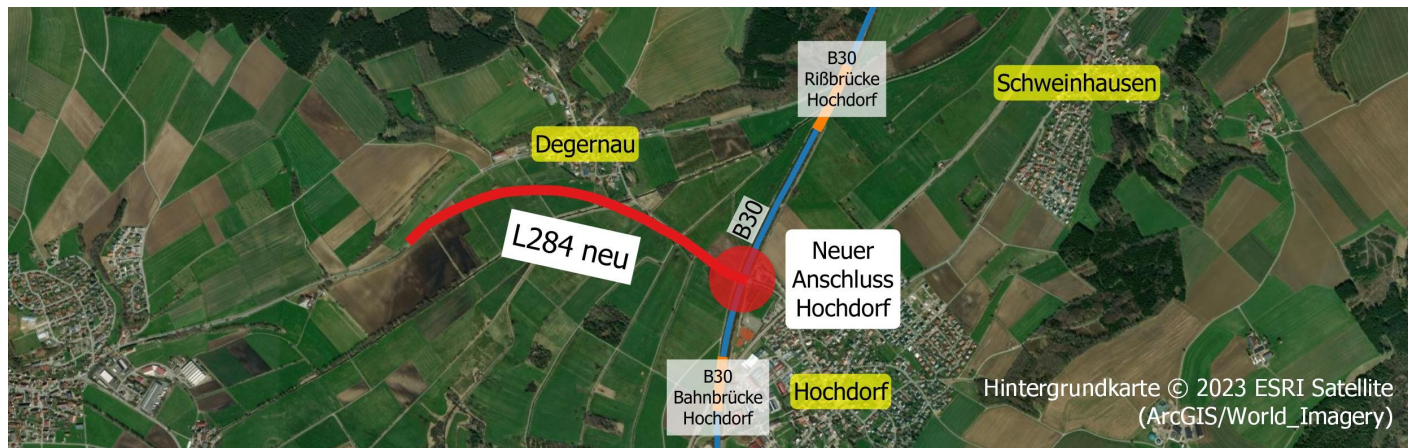 B30
Rißbrücke
Hochdorf
Schweinhausen
Degernau
B30
L284 neu
Neuer
Anschluss
Hochdorf
B30
Bahnbrücke
Hochdorf
Hochdorf
Hintergrundkarte © 2023 ESRI Satellite
(ArcGIS/World_Imagery)